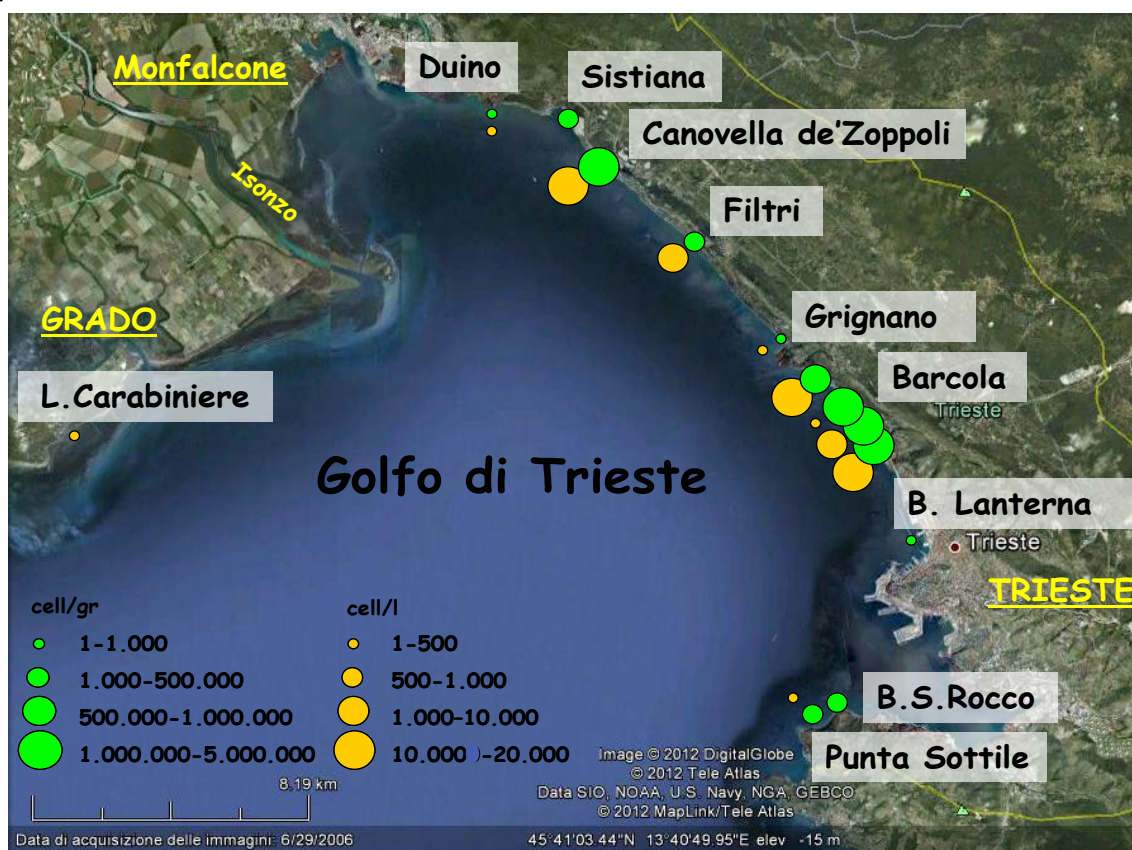 Monfalcone
Duino
Sistiana
Canovella de'Zoppoli
Isonzo
Filtri
GRADO
Grignano
L.Carabiniere
Barcola
Trieste
Golfo di Trieste
B. Lanterna
Trieste
TRIESTE
cell/gr
1-1.000
1.000-500.000
500.000-1.000.000
1.000.000-5.000.000
cell/l
1-500
500-1.000
1.000-10.000
10.000 )-20.000
B.S.Rocco
Punta Sottile
8.19 km
Image © 2012 DigitalGlobe
© 2012 Tele Atlas
Data SIO, NOAA, U.S. Navy, NGA, GEBCO
© 2012 MapLink/Tele Atlas
Data di acquisizione delle immagini: 6/29/2006
45°41'03.44"N 13°40'49.95"E elev -15 m